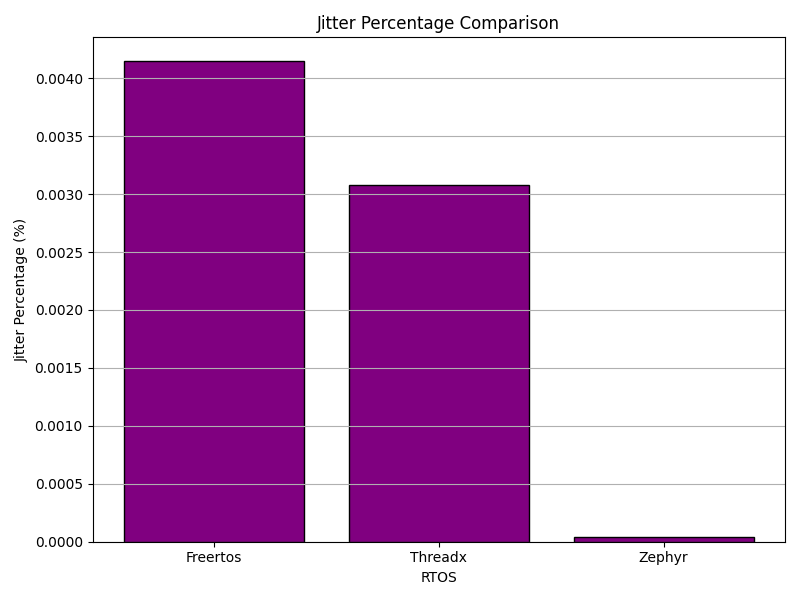 Jitter Percentage Comparison
Jitter Percentage (%)
0.0040
0.0035
0.0030
0.0025
0.0020
0.0015
0.0010
0.0005
0.0000
Freertos Threadx Zephyr
RTOS